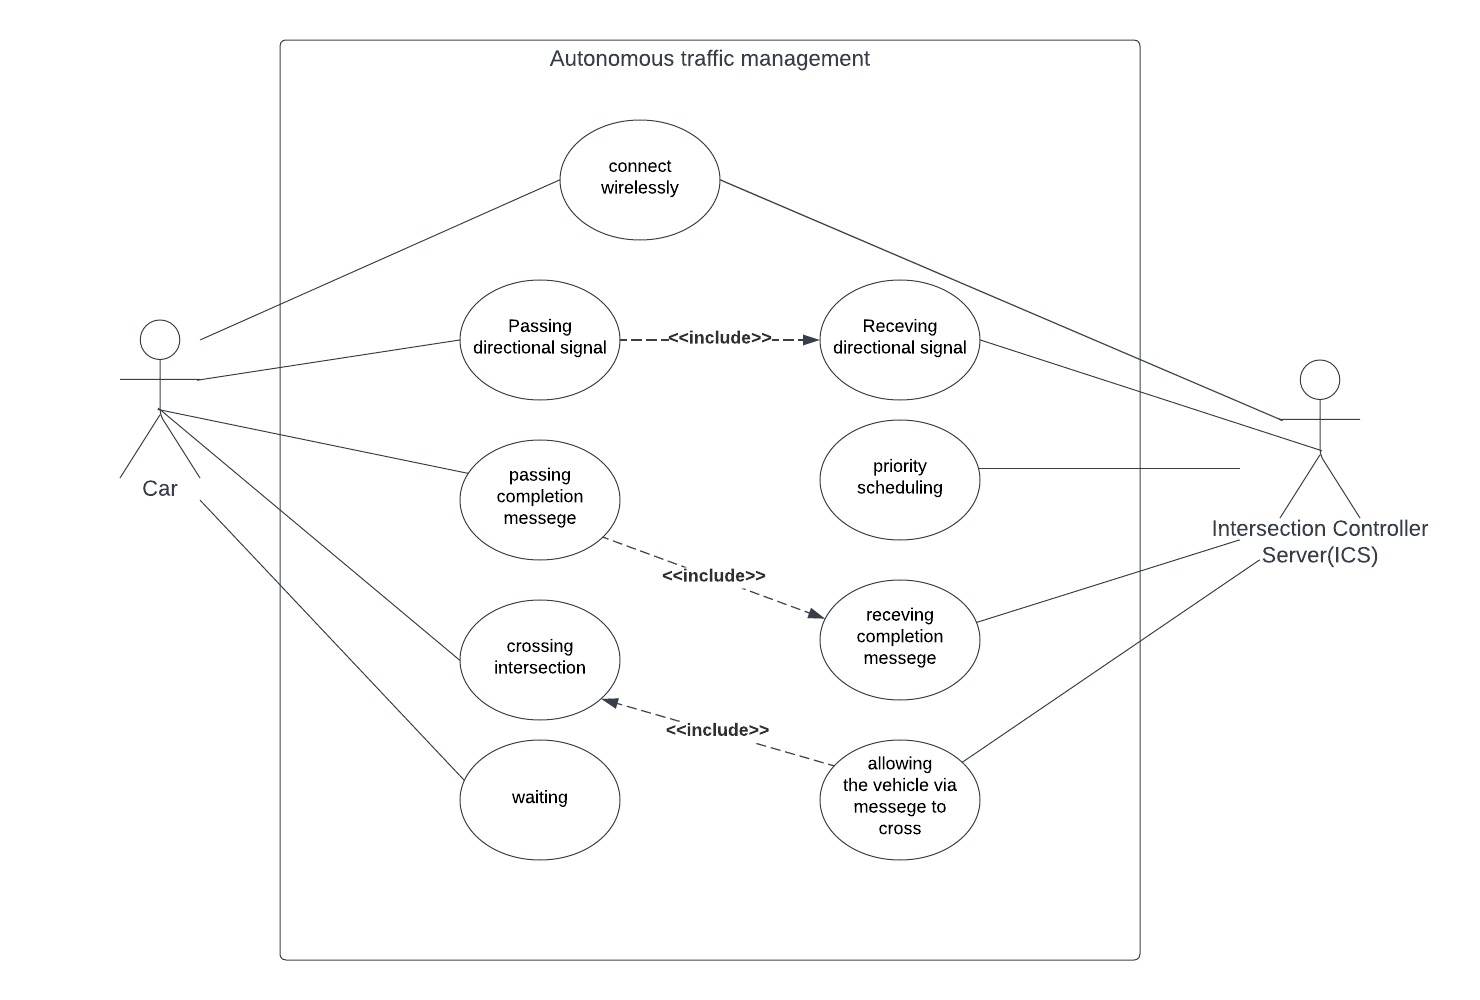 Autonomous traffic management
connect
wirelessly
Passing
directional signal
<<include>>
Receving
directional signal
priority
scheduling
passing
completion
messege
Car
Intersection Controller
Server(ICS)
<<include>>
receving
completion
messege
crossing
intersection
<<include>>
allowing
the vehicle via
messege to
cross
waiting